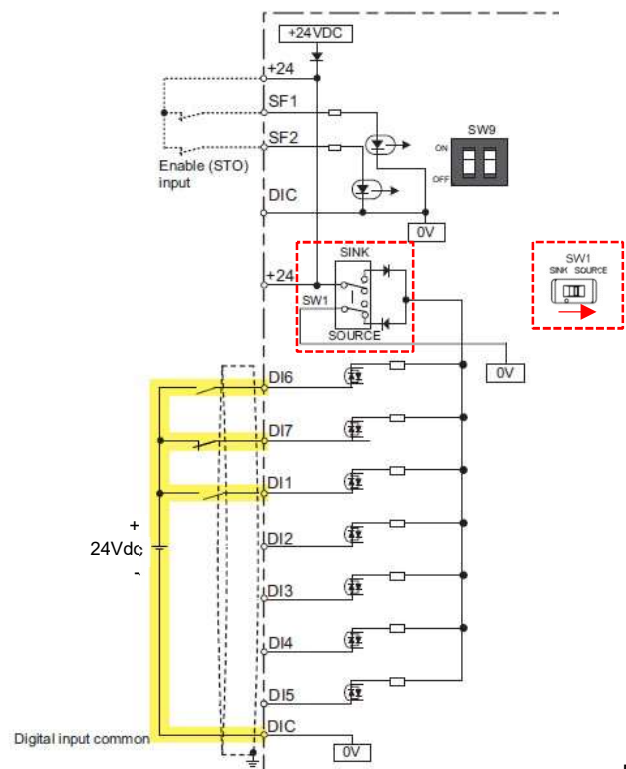 +24VDC
+24
SF1
SF2
Enable (STO)
input
DIC
0V
SW9
ON
OFF
SINK
+24
SW1
SOURCE
SW1
SINK SOURCE
0V
DI6
DI7
DI1
+
24Vdc
-
DI2
DI3
DI4
DI5
DIC
Digital input common
0V